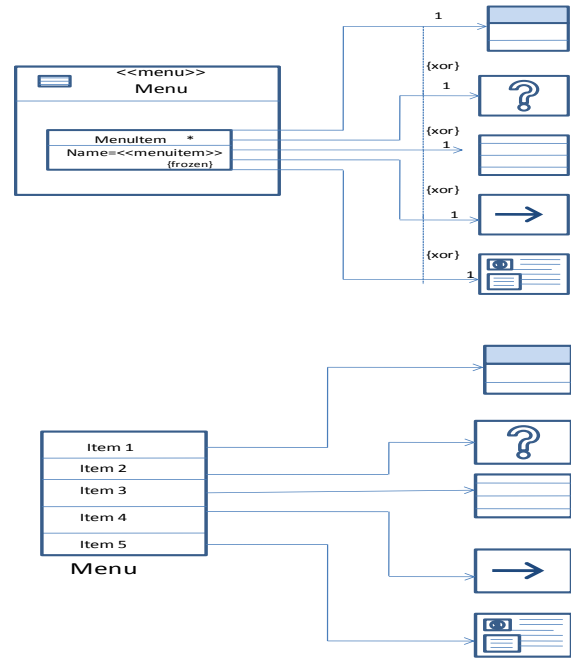 1
<<menu>>
Menu
{xor}
1
?
MenuItem *
Name=<<menuitem>>
{frozen}
{xor}
1
{xor}
1
{xor}
1
Item 1
?
Item 2
Item 3
Item 4
Item 5
Menu